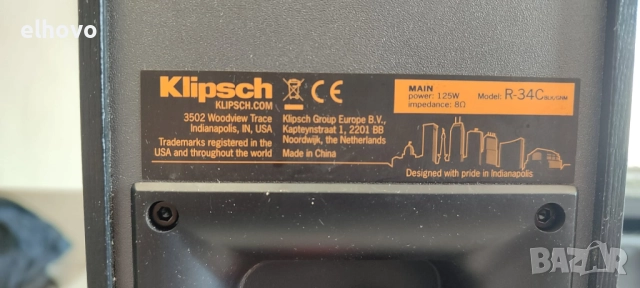 elhovo
Klipsch
KLIPSCH.COM
3502 Woodview Trace
Indianapolis, IN, USA
Trademarks registered in the
USA and throughout the world
Klipsch Group Europe B.V.,
Kapteynstraat 1, 2201 BB
Noordwijk, the Netherlands
Made in China
MAIN
power: 125W
impedance: 8Ω
Model: R-34C BLK/GNM
Designed with pride in Indianapolis
BAZAR